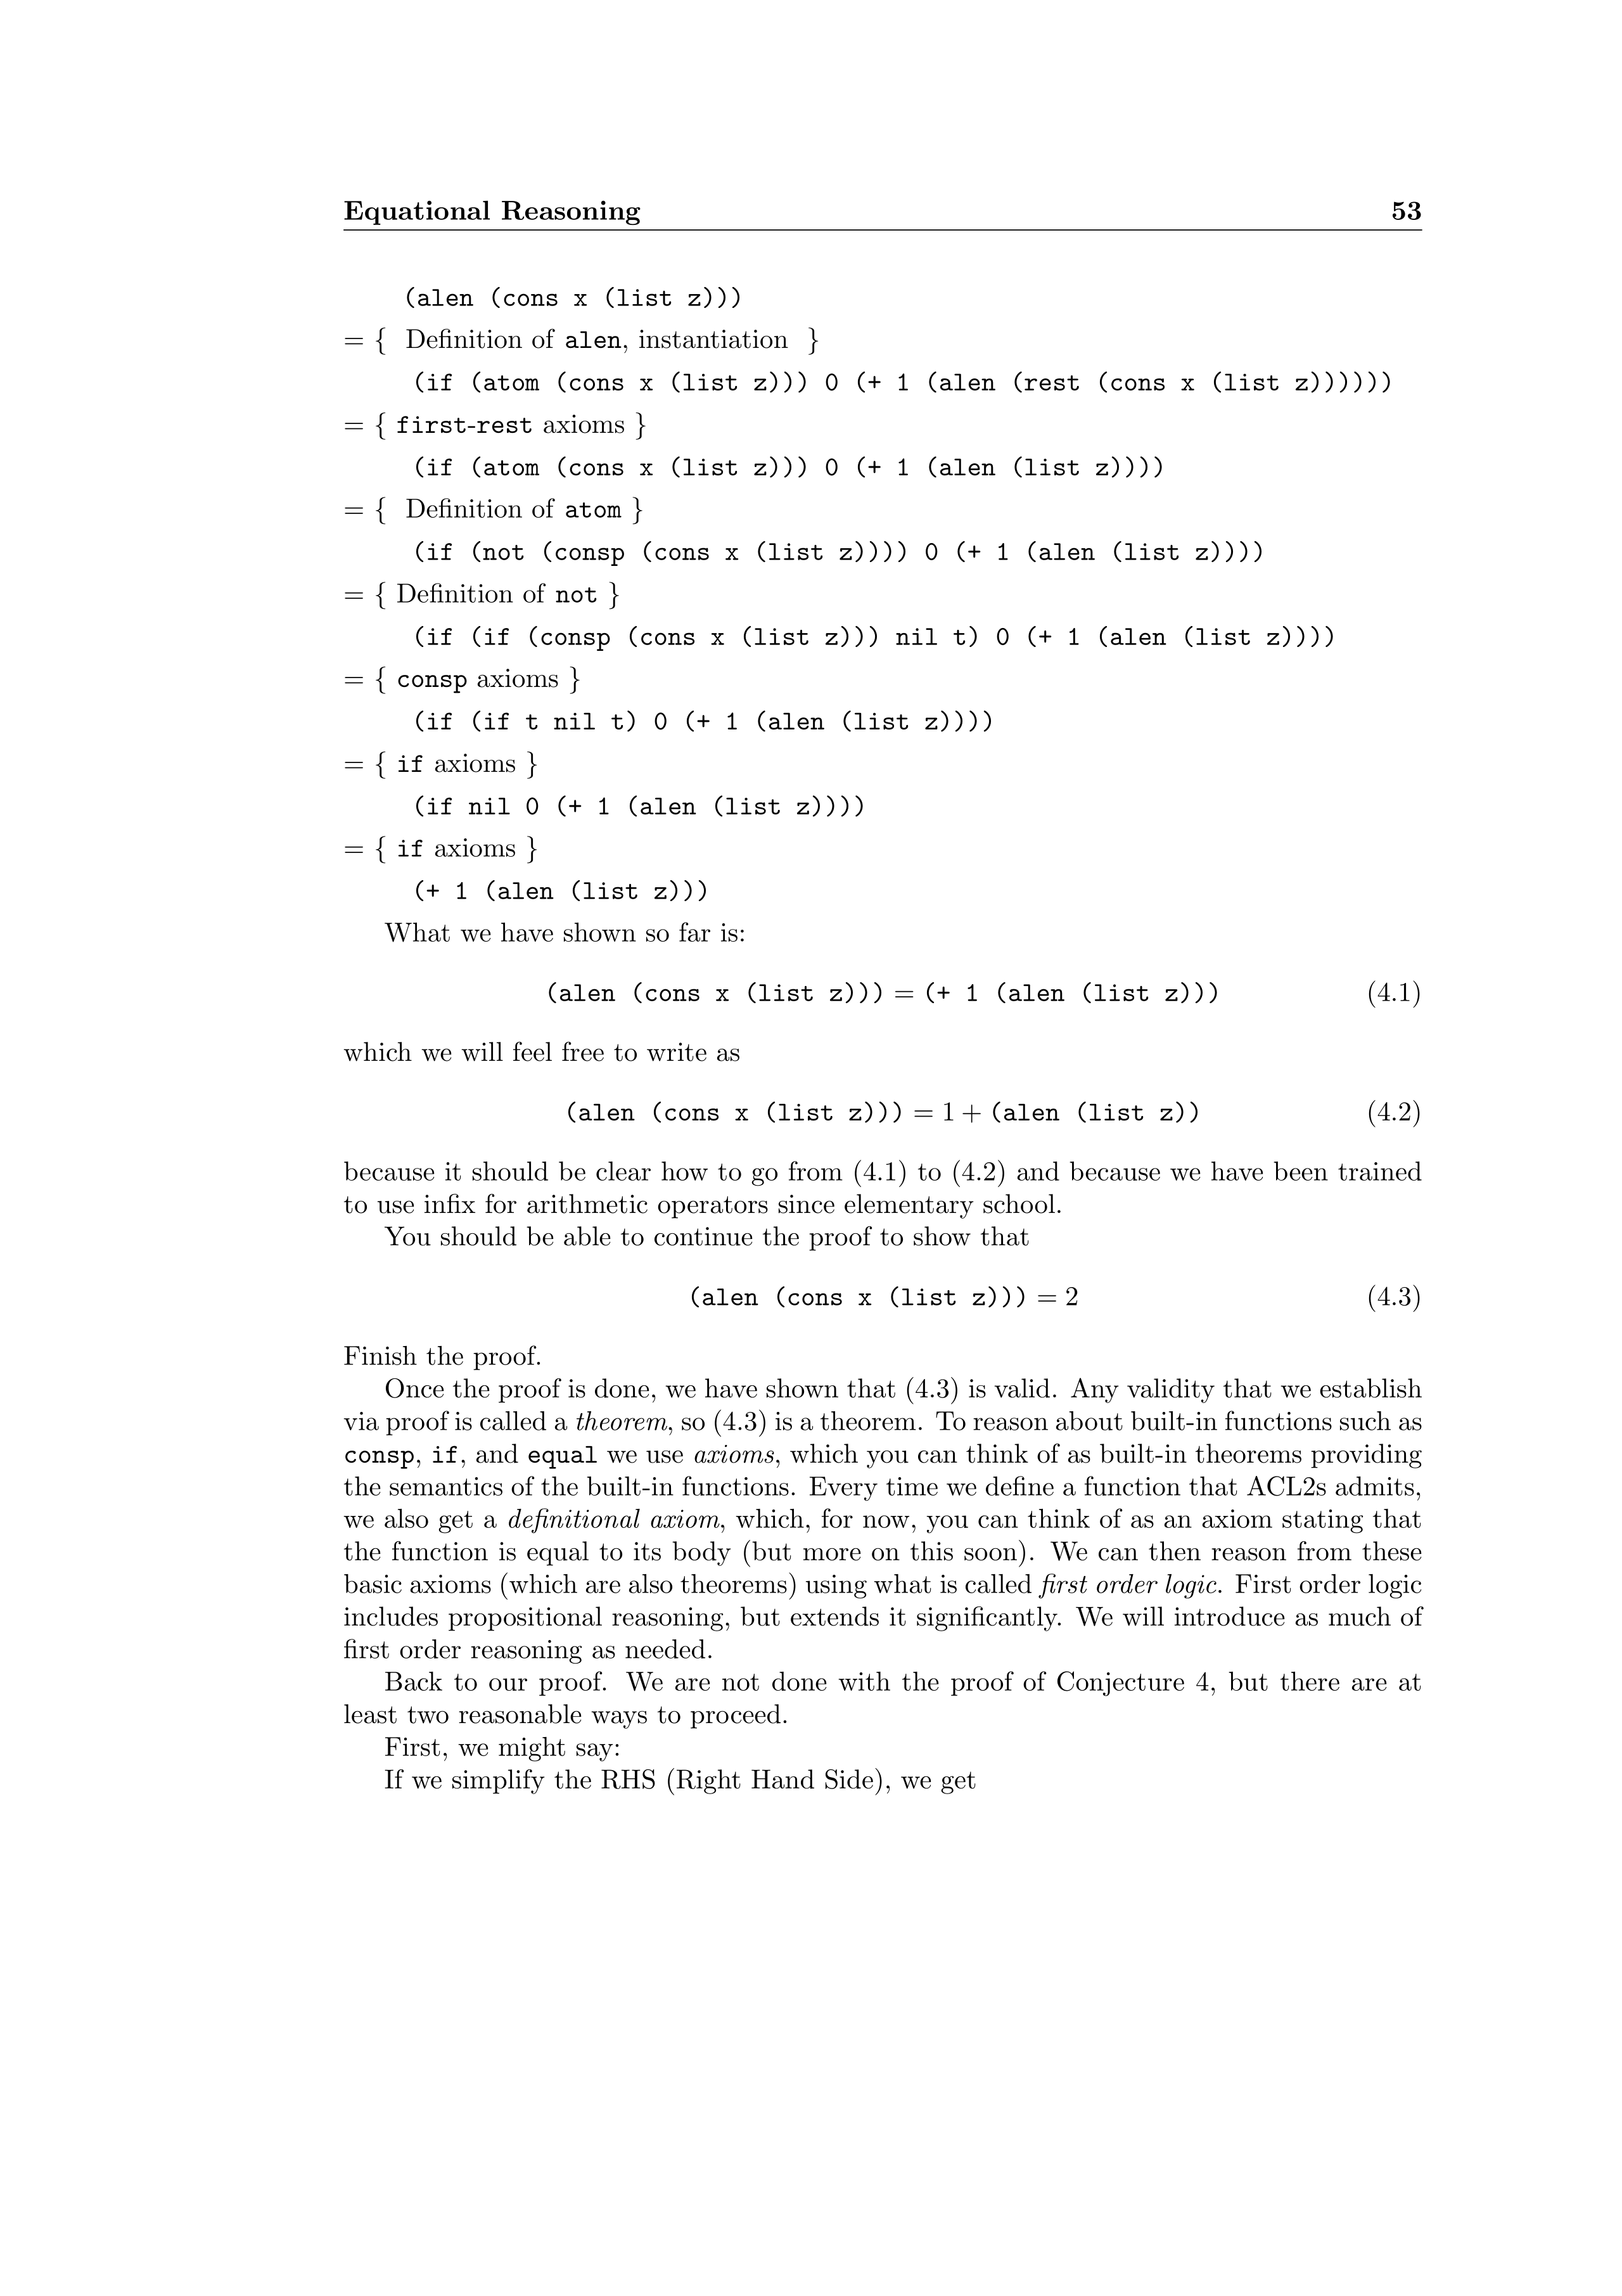 Equational Reasoning 53
(alen (cons x (list z)))
= { Definition of alen, instantiation }
(if (atom (cons x (list z))) 0 (+ 1 (alen (rest (cons x (list z))))))
= { first-rest axioms }
(if (atom (cons x (list z))) 0 (+ 1 (alen (list z))))
= { Definition of atom }
(if (not (consp (cons x (list z)))) 0 (+ 1 (alen (list z))))
= { Definition of not }
(if (if (consp (cons x (list z))) nil t) 0 (+ 1 (alen (list z))))
= { consp axioms }
(if (if t nil t) 0 (+ 1 (alen (list z))))
= { if axioms }
(if nil 0 (+ 1 (alen (list z))))
= { if axioms }
(+ 1 (alen (list z)))
What we have shown so far is:
(alen (cons x (list z))) = (+ 1 (alen (list z))) (4.1)
which we will feel free to write as
(alen (cons x (list z))) = 1 + (alen (list z)) (4.2)
because it should be clear how to go from (4.1) to (4.2) and because we have been trained
to use infix for arithmetic operators since elementary school.
You should be able to continue the proof to show that
(alen (cons x (list z))) = 2 (4.3)
Finish the proof.
Once the proof is done, we have shown that (4.3) is valid. Any validity that we establish
via proof is called a theorem, so (4.3) is a theorem. To reason about built-in functions such as
consp, if, and equal we use axioms, which you can think of as built-in theorems providing
the semantics of the built-in functions. Every time we define a function that ACL2s admits,
we also get a definitional axiom, which, for now, you can think of as an axiom stating that
the function is equal to its body (but more on this soon). We can then reason from these
basic axioms (which are also theorems) using what is called first order logic. First order logic
includes propositional reasoning, but extends it significantly. We will introduce as much of
first order reasoning as needed.
Back to our proof. We are not done with the proof of Conjecture 4, but there are at
least two reasonable ways to proceed.
First, we might say:
If we simplify the RHS (Right Hand Side), we get